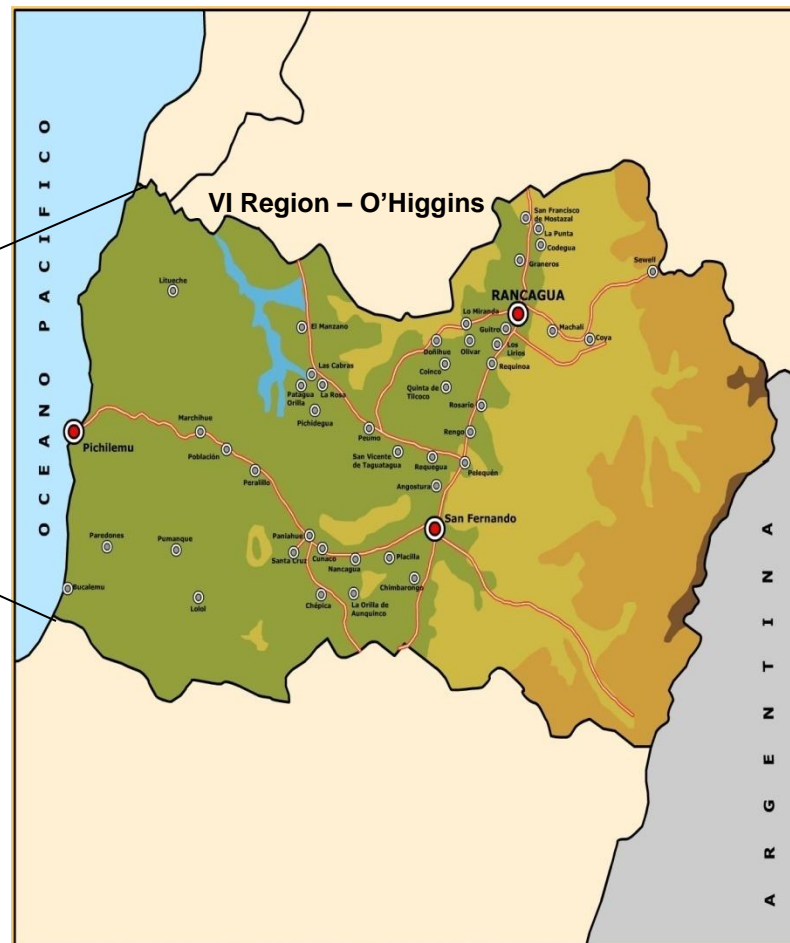 VI Region – O'Higgins
OCEANO PACIFICO
San Francisco
de Mostazal
La Punta
Codegua
Graneros
Sewell
RANCAGUA
Litueche
El Manzano
Lo Miranda
Guitro
Machalí
Coya
Doñihue
Olivar
Los
Lirios
Coinco
Requinoa
Las Cabras
Patagua
Orilla
La Rosa
Quinta de
Tilcoco
Pichidegua
Rosario
Pichilemu
Marchihue
Peumo
Rengo
Población
San Vicente
de Taguatagua
Requegua
Pelequén
Peralillo
Angostura
San Fernando
Paredones
Pumanque
Paniahue
Santa Cruz
Cunaco
Nancagua
Placilla
Chimbarongo
Bucalemu
Lolol
Chépica
La Orilla de
Aunquinco
ARGENTINA